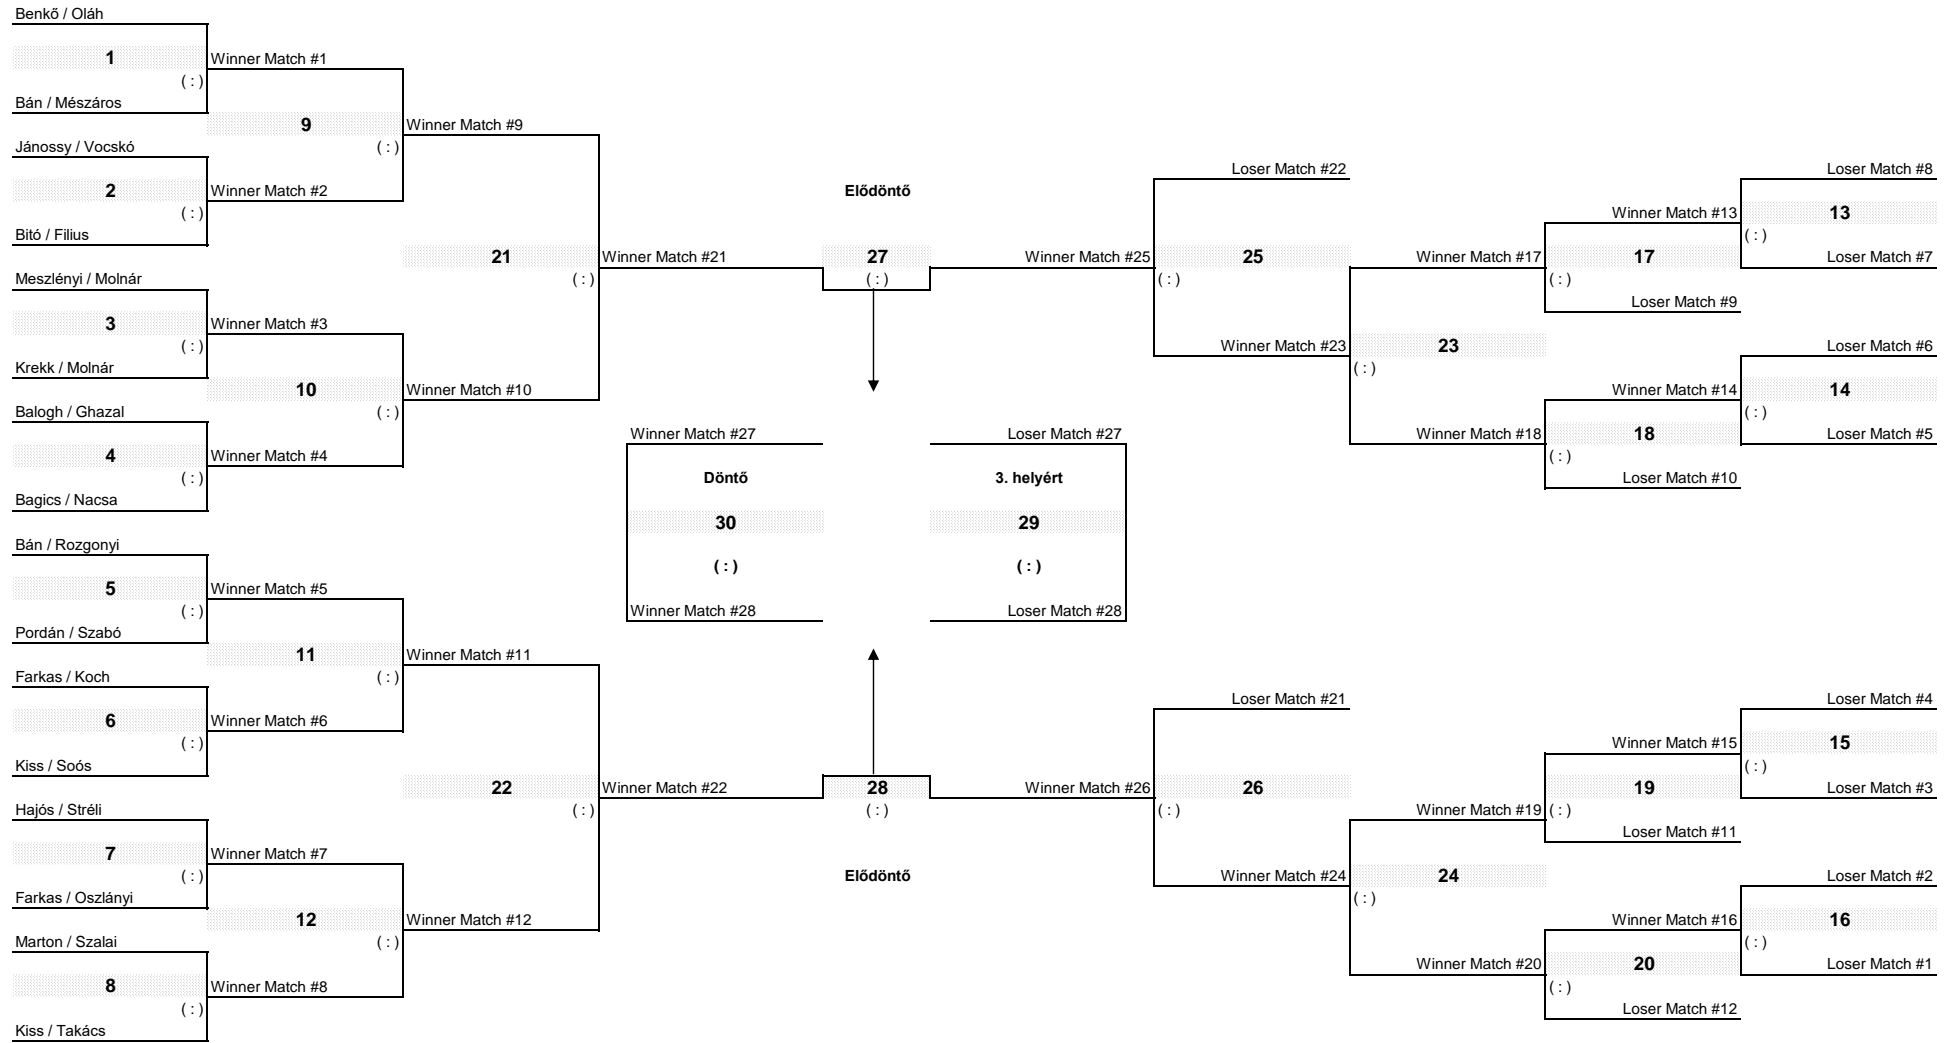 Benkő / Oláh
1
Winner Match #1
( : )
Bán / Mészáros
9
Winner Match #9
( : )
Jánossy / Vocskó
2
Winner Match #2
( : )
Bitó / Filius
21
Winner Match #21
( : )
Meszlényi / Molnár
3
Winner Match #3
( : )
Krekk / Molnár
10
Winner Match #10
( : )
Balogh / Ghazal
4
Winner Match #4
( : )
Bagics / Nacsa
Bán / Rozgonyi
5
Winner Match #5
( : )
Pordán / Szabó
11
Winner Match #11
( : )
Farkas / Koch
6
Winner Match #6
( : )
Kiss / Soós
22
Winner Match #22
( : )
Hajós / Stréli
7
Winner Match #7
( : )
Farkas / Oszlányi
12
Winner Match #12
( : )
Marton / Szalai
8
Winner Match #8
( : )
Kiss / Takács
Elődöntő
27
( : )
Winner Match #27
Döntő
30
( : )
Winner Match #28
Loser Match #27
3. helyért
29
( : )
Loser Match #28
28
( : )
Elődöntő
Loser Match #22
Winner Match #25
25
( : )
Winner Match #23
Winner Match #17
23
( : )
Winner Match #18
Winner Match #13
17
( : )
Loser Match #9
Loser Match #8
13
( : )
Loser Match #7
Winner Match #14
18
( : )
Loser Match #10
Loser Match #6
14
( : )
Loser Match #5
Loser Match #21
Winner Match #26
26
( : )
Winner Match #24
Winner Match #19
24
( : )
Winner Match #20
Winner Match #15
19
( : )
Loser Match #11
Loser Match #4
15
( : )
Loser Match #3
Winner Match #16
20
( : )
Loser Match #12
Loser Match #2
16
( : )
Loser Match #1